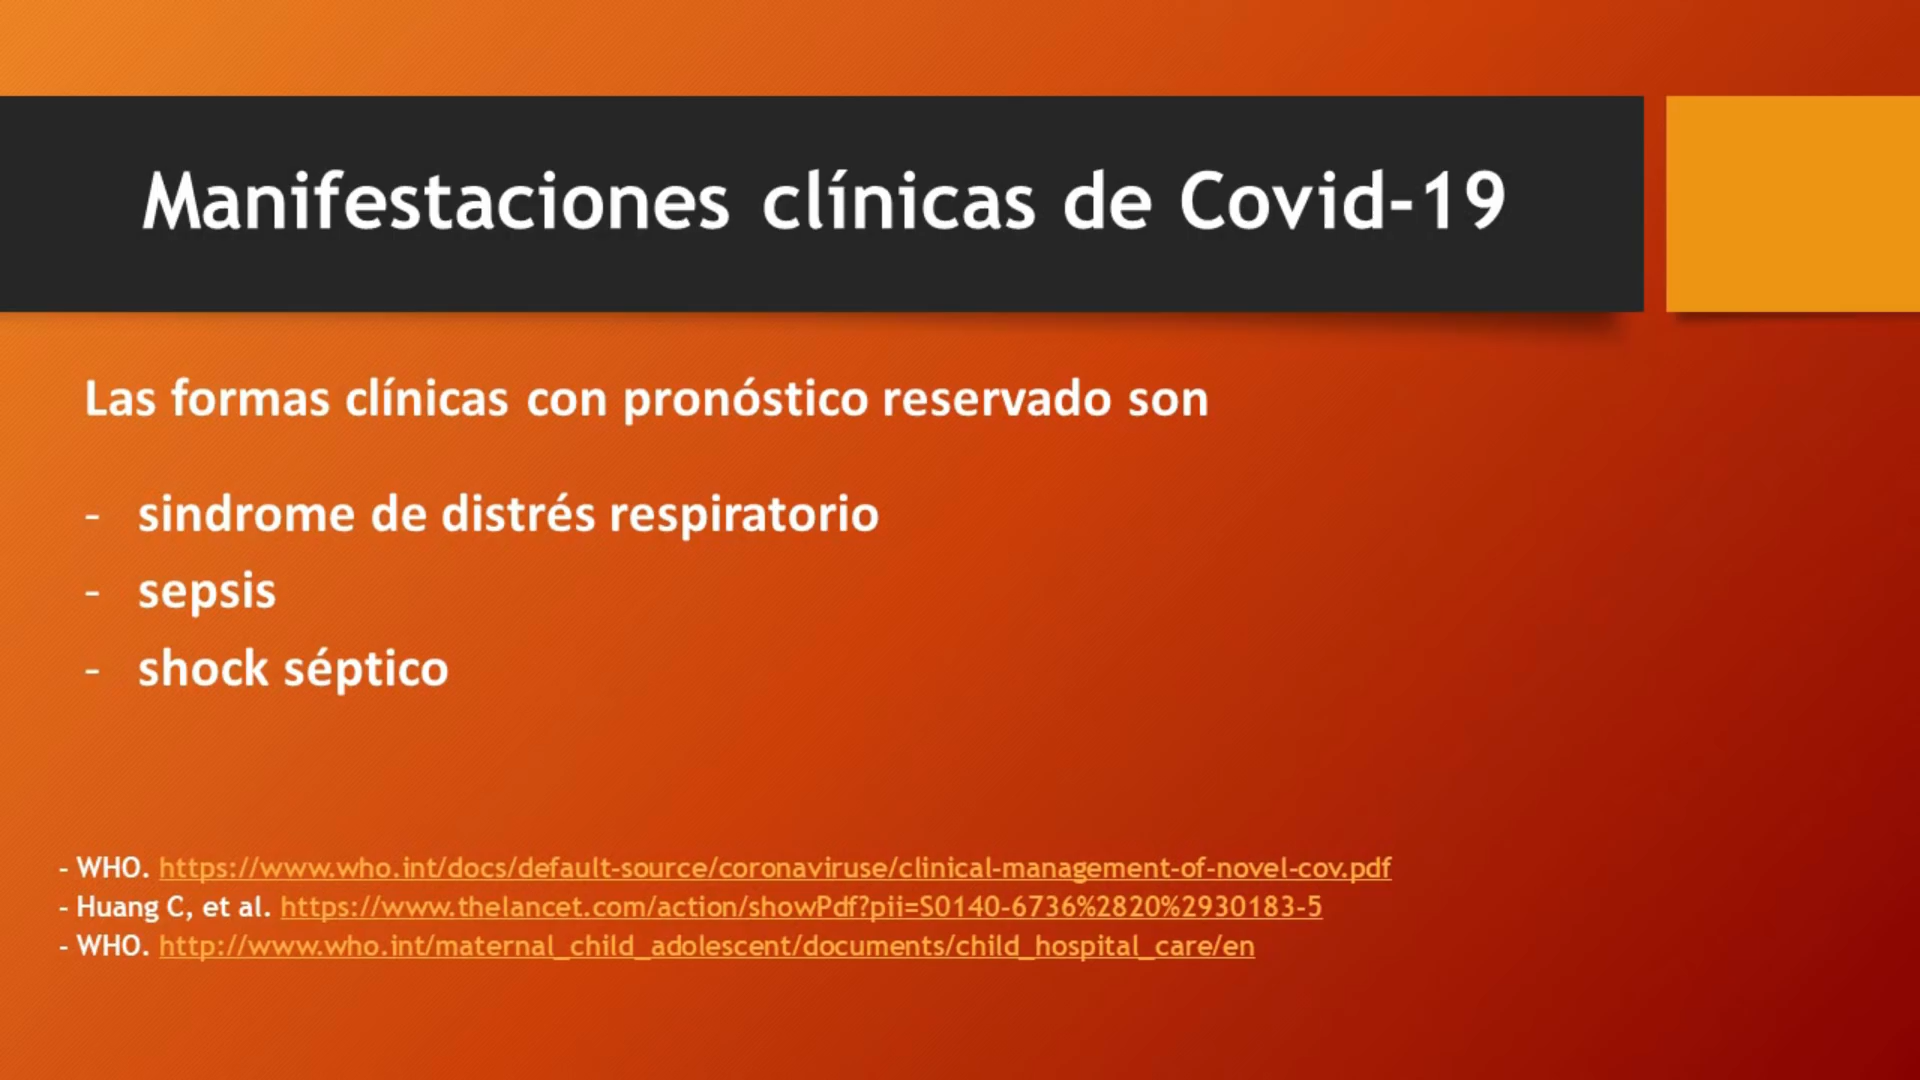 Manifestaciones clínicas de Covid-19
Las formas clínicas con pronóstico reservado son
- sindrome de distrés respiratorio
- sepsis
- shock séptico
- WHO. https://www.who.int/docs/default-source/coronaviruse/clinical-management-of-novel-cov.pdf
- Huang C, et al. https://www.thelancet.com/action/showPdf?pii=S0140-6736%2820%2930183-5
- WHO. http://www.who.int/maternal_child_adolescent/documents/child_hospital_care/en